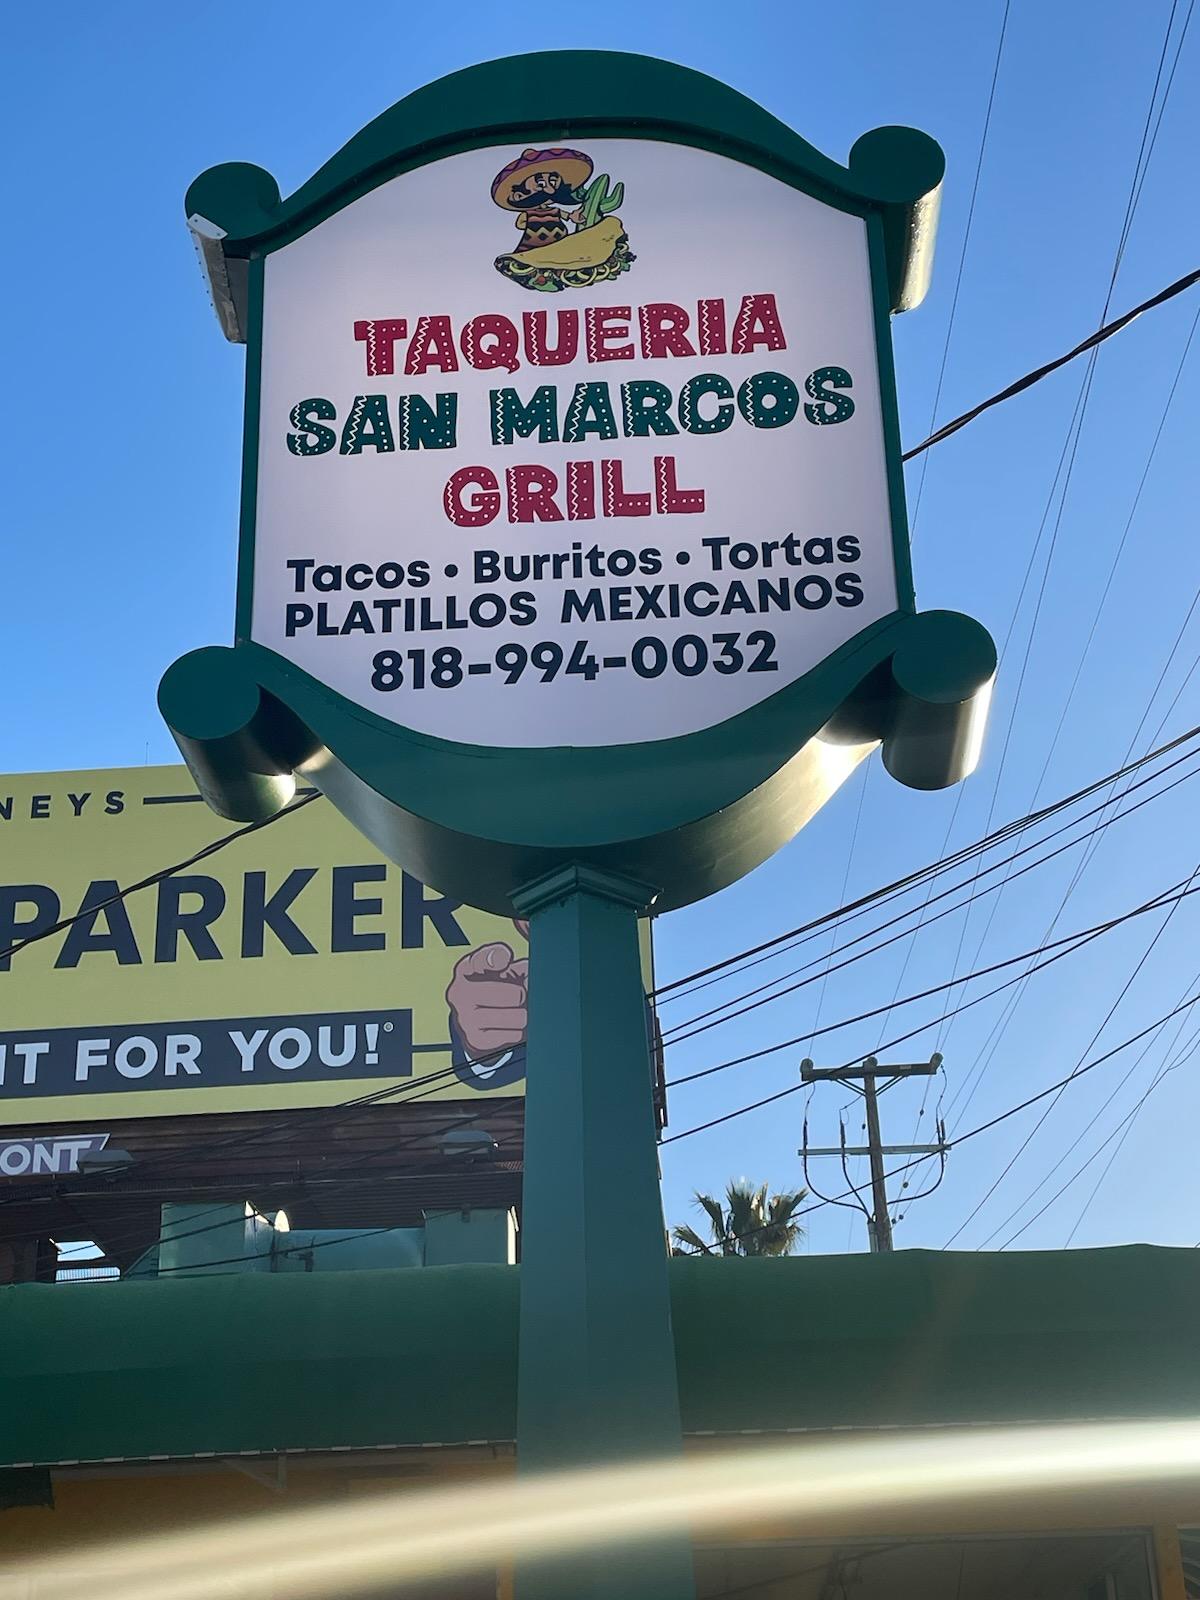 TAQUERIA
SAN MARCOS
GRILL
Tacos • Burritos • Tortas
PLATILLOS MEXICANOS
818-994-0032
NEYS
PARKER
IT FOR YOU!®
ONT